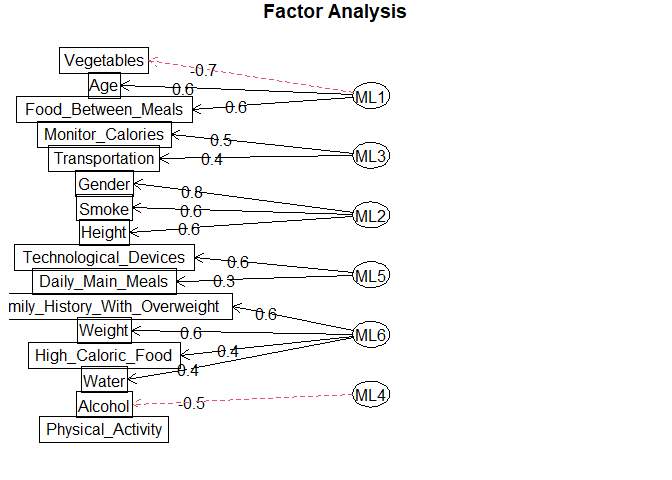 Factor Analysis
Vegetables
Age
Food_Between_Meals
Monitor_Calories
Transportation
Gender
Smoke
Height
Technological_Devices
Daily_Main_Meals
mily_History_With_Overweight
Weight
High_Caloric_Food
Water
Alcohol
Physical_Activity
-0.7
0.6
0.6
0.5
0.4
0.8
0.6
0.6
0.6
0.3
0.6
0.6
0.4
0.4
-0.5
ML1
ML3
ML2
ML5
ML6
ML4